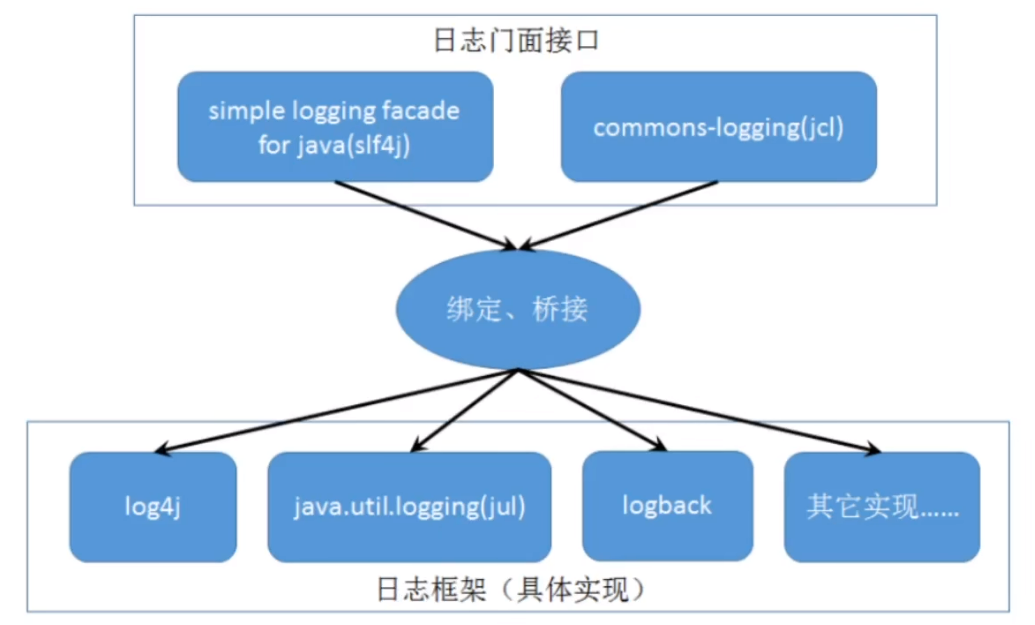 日志门面接口
simple logging facade
for java(slf4j)
commons-logging(jcl)
绑定、桥接
log4j
java.util.logging(jul)
logback
其它实现……
日志框架（具体实现）